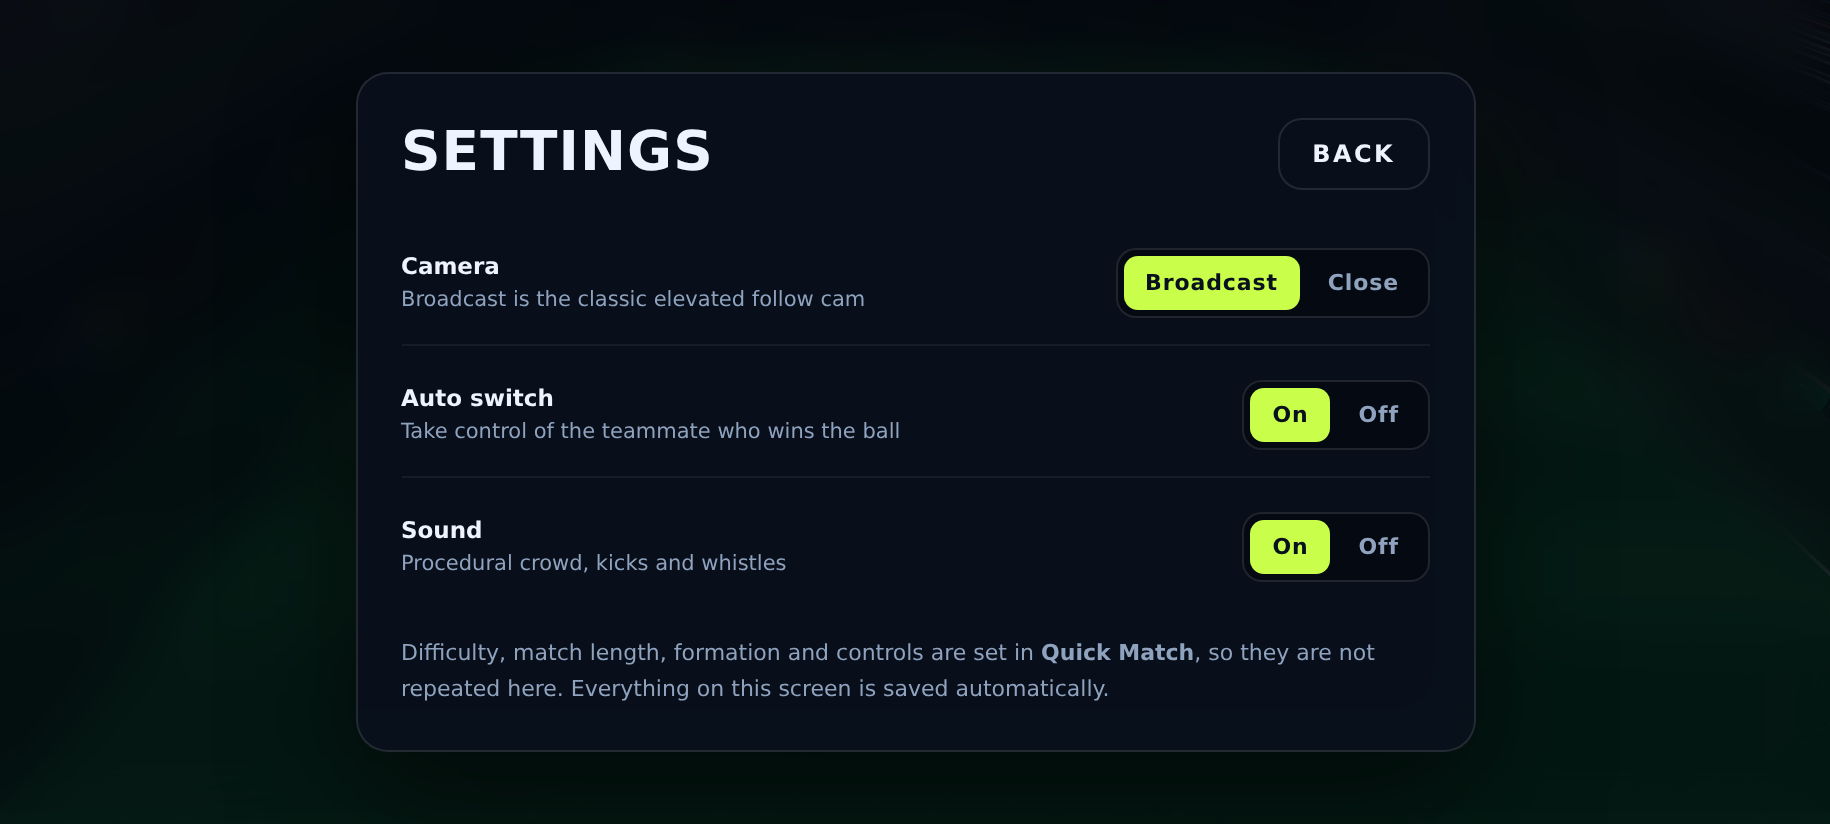 SETTINGS
BACK
Camera
Broadcast is the classic elevated follow cam
Broadcast
Close
Auto switch
Take control of the teammate who wins the ball
On
Off
Sound
Procedural crowd, kicks and whistles
On
Off
Difficulty, match length, formation and controls are set in Quick Match, so they are not
repeated here. Everything on this screen is saved automatically.